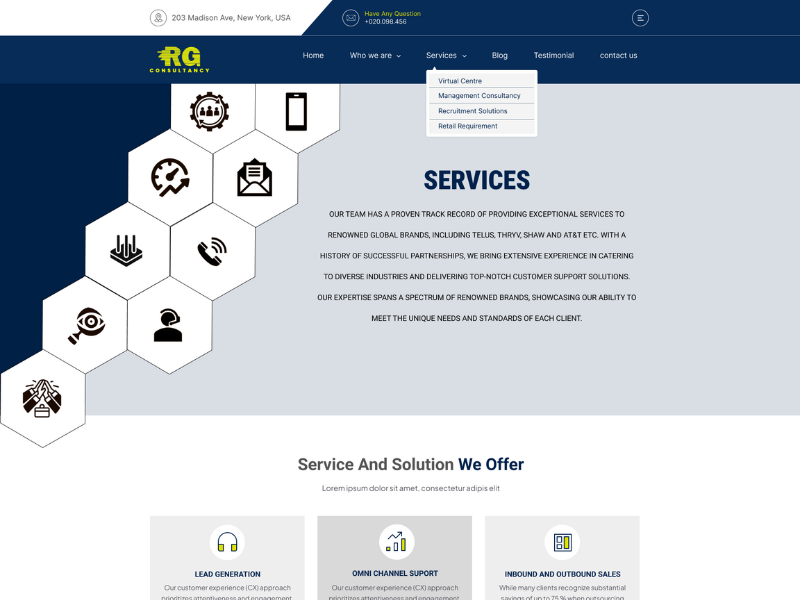 203 Madison Ave, New York, USA
Have Any Question
+020.098.456
RG
CONSULTANCY
Home
Who we are
Services
Blog
Testimonial
contact us
Virtual Centre
Management Consultancy
Recruitment Solutions
Retail Requirement
SERVICES
OUR TEAM HAS A PROVEN TRACK RECORD OF PROVIDING EXCEPTIONAL SERVICES TO
RENOWNED GLOBAL BRANDS, INCLUDING TELUS, THRYV, SHAW AND AT&T ETC. WITH A
HISTORY OF SUCCESSFUL PARTNERSHIPS, WE BRING EXTENSIVE EXPERIENCE IN CATERING
TO DIVERSE INDUSTRIES AND DELIVERING TOP-NOTCH CUSTOMER SUPPORT SOLUTIONS.
OUR EXPERTISE SPANS A SPECTRUM OF RENOWNED BRANDS, SHOWCASING OUR ABILITY TO
MEET THE UNIQUE NEEDS AND STANDARDS OF EACH CLIENT.
Service And Solution We Offer
Lorem ipsum dolor sit amet, consectetur adipis elit
LEAD GENERATION
Our customer experience (CX) approach
prioritizes attentiveness and engagement
OMNI CHANNEL SUPORT
Our customer experience (CX) approach
prioritizes attentiveness and engagement
INBOUND AND OUTBOUND SALES
While many clients recognize substantial
savings of up to 75 % when outsourcing